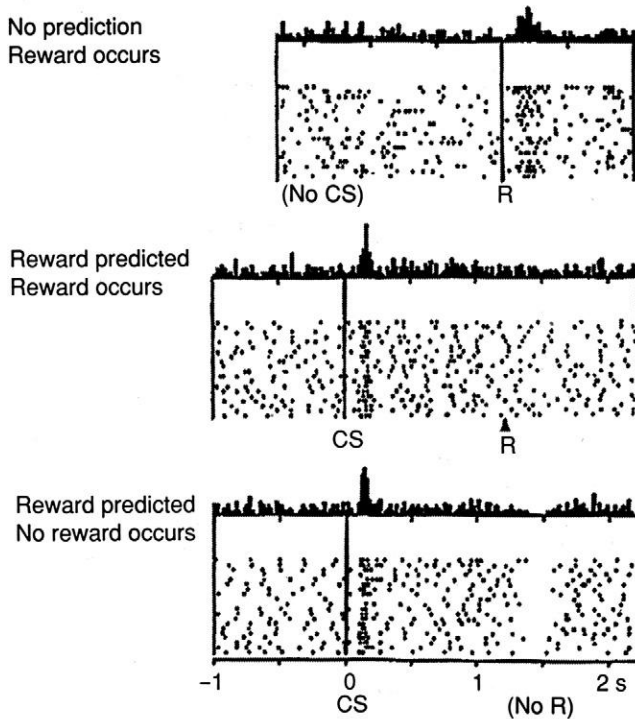 No prediction
Reward occurs
(No CS) R
Reward predicted
Reward occurs
CS R
Reward predicted
No reward occurs
-1 0 1 2 s
CS (No R)